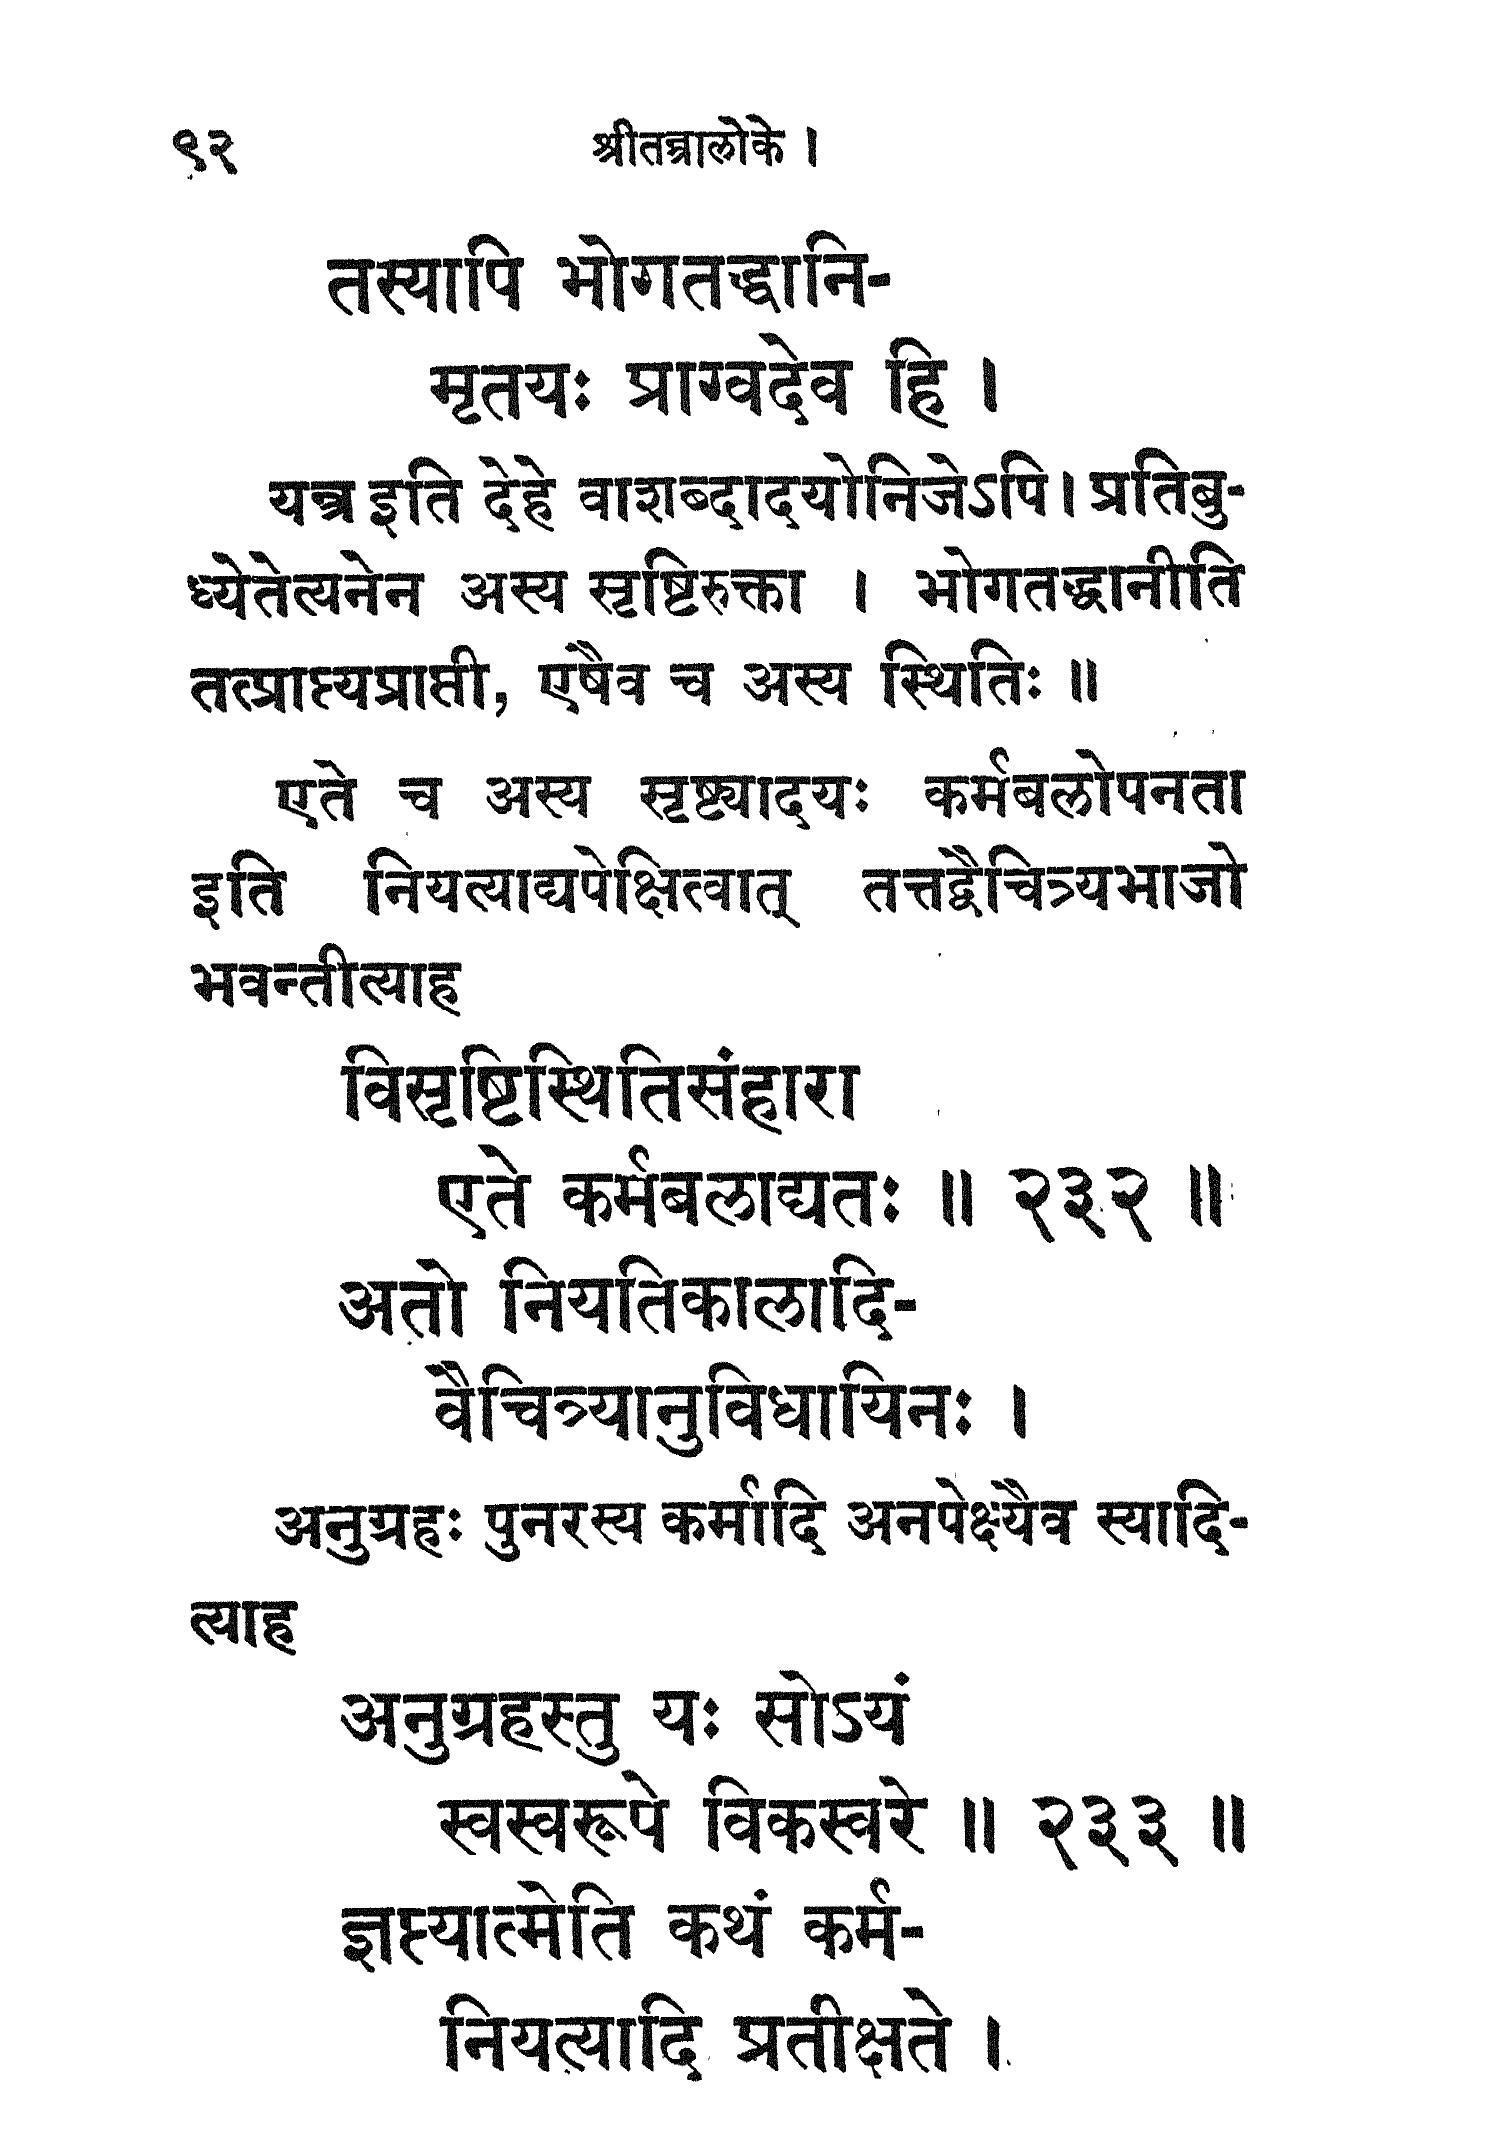 ९२ श्रीतन्त्रालोके ।
तस्यापि भोगतद्धानि-
मृतयः प्राग्वदेव हि ।
यन्त्र इति देहे वाशब्दादयोनिजेऽपि। प्रतिबु-
ध्येतेत्यनेन अस्य सृष्टिरुक्ता । भोगतद्धानीति
तत्प्राप्त्यप्राप्ती, एषैव च अस्य स्थितिः ॥
एते च अस्य सृष्ट्यादयः कर्मबलोपनता
इति नियत्याद्यपेक्षित्वात् तत्तद्वैचित्र्यभाजो
भवन्तीत्याह
विसृष्टिस्थितिसंहारा
एते कर्मबलाद्यतः ॥ २३२ ॥
अतो नियतिकालादि-
वैचित्र्यानुविधायिनः ।
अनुग्रहः पुनरस्य कर्मादि अनपेक्ष्यैव स्यादि-
त्याह
अनुग्रहस्तु यः सोऽयं
स्वस्वरूपे विकस्वरे ॥ २३३ ॥
ज्ञप्त्यात्मेति कथं कर्म-
नियत्यादि प्रतीक्षते ।